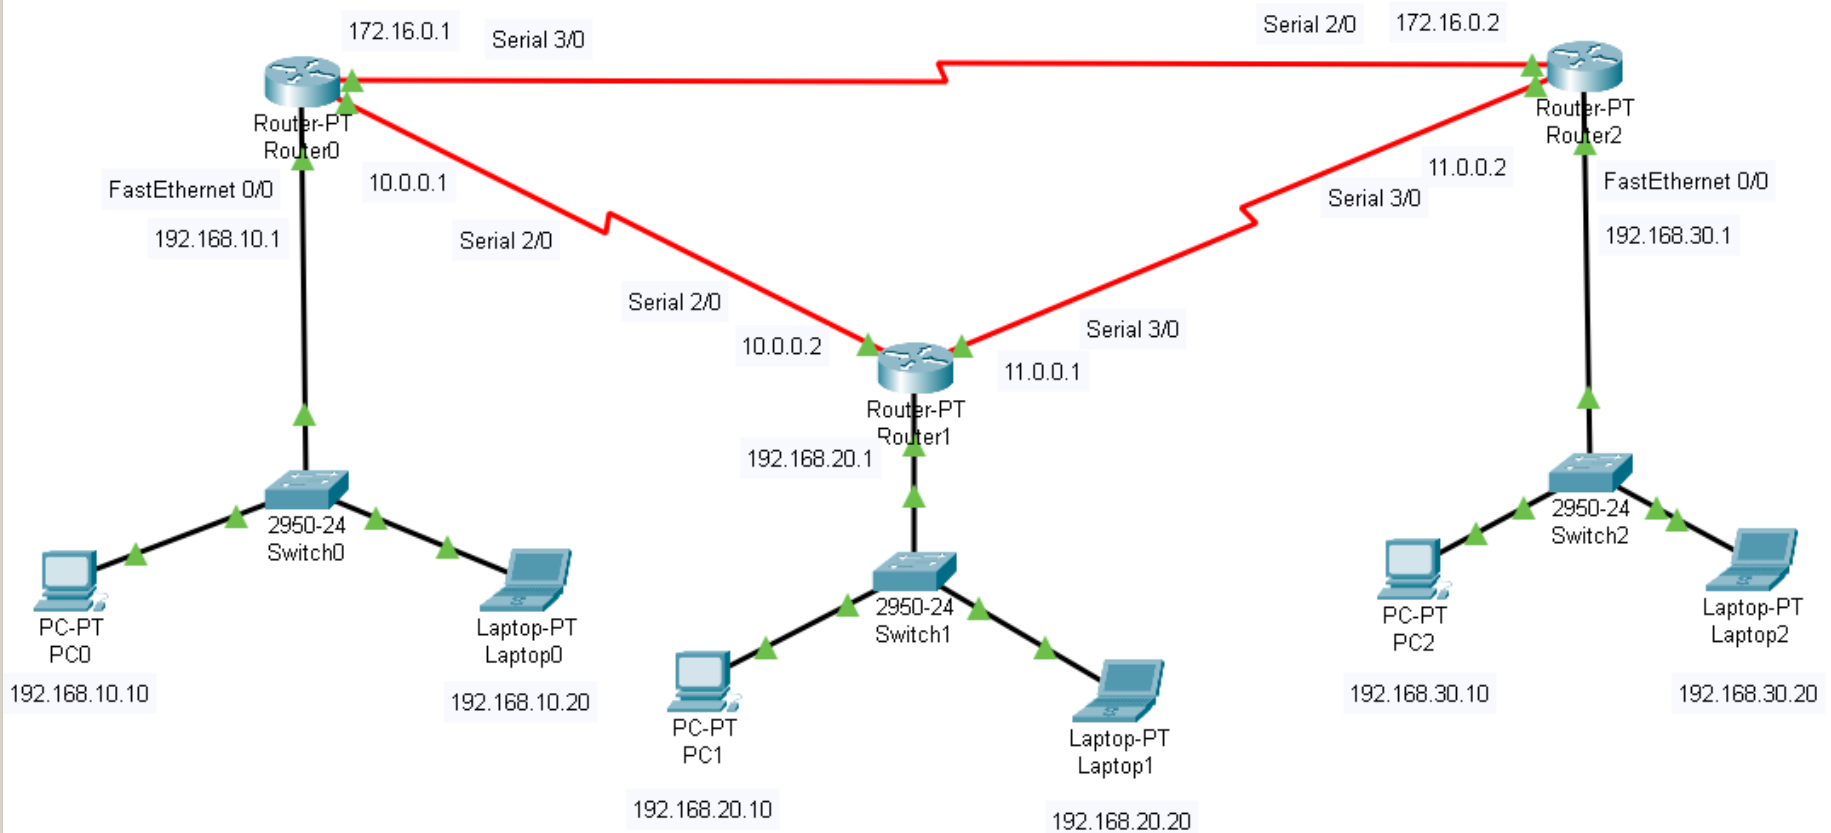 172.16.0.1
Serial 3/0
Serial 2/0
172.16.0.2
Router-PT
Router0
Router-PT
Router2
FastEthernet 0/0
10.0.0.1
11.0.0.2
FastEthernet 0/0
192.168.10.1
Serial 2/0
Serial 3/0
192.168.30.1
Serial 2/0
10.0.0.2
Serial 3/0
11.0.0.1
Router-PT
Router1
192.168.20.1
2950-24
Switch0
2950-24
Switch1
2950-24
Switch2
PC-PT
PC0
Laptop-PT
Laptop0
192.168.10.10
192.168.10.20
PC-PT
PC1
Laptop-PT
Laptop1
192.168.20.10
192.168.20.20
PC-PT
PC2
Laptop-PT
Laptop2
192.168.30.10
192.168.30.20